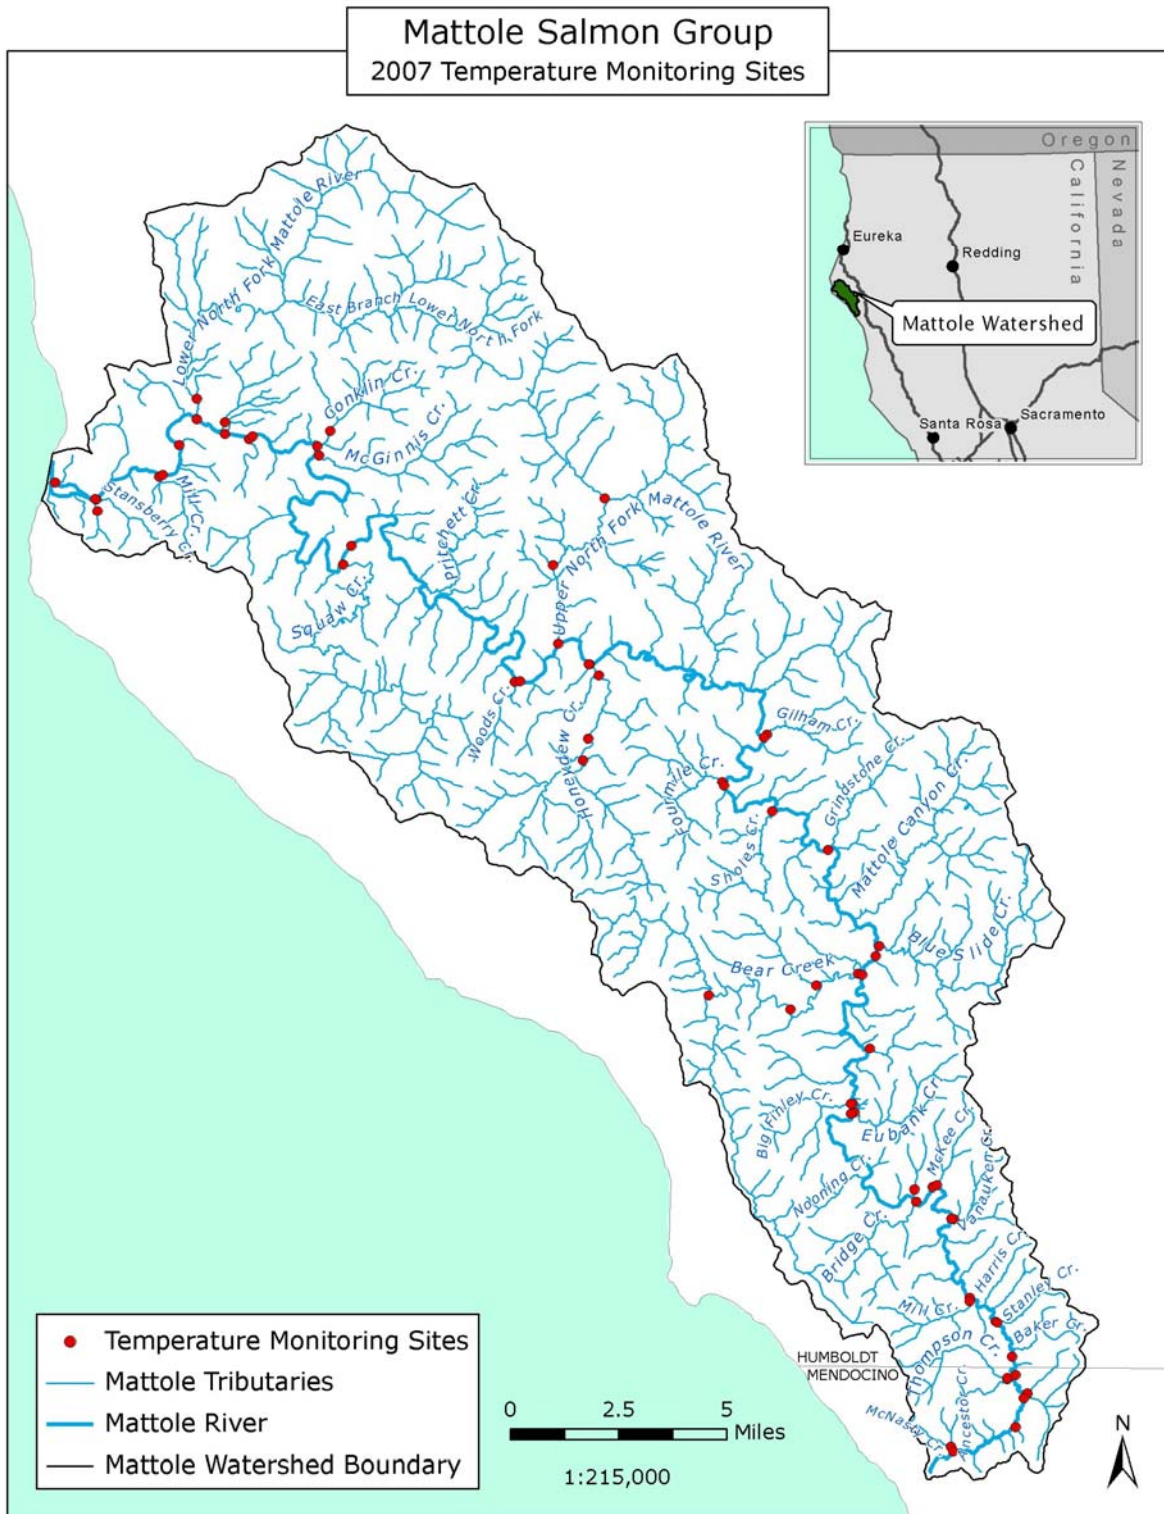 Mattole Salmon Group
2007 Temperature Monitoring Sites
Oregon
California
Nevada
Eureka
Redding
Mattole Watershed
Santa Rosa
Sacramento
Lower North Fork Mattole River
East Branch Lower North Fork
Conklin Cr.
McGinnis Cr.
Stansberry Cr.
Mill Cr.
Pritchett Cr.
Upper North Fork Mattole River
Squaw Cr.
Woods Cr.
Honeydew Cr.
Gilham Cr.
Fourmile Cr.
Grindstone Cr.
Sholes Cr.
Mattole Canyon Cr.
Blue Slide Cr.
Bear Creek
Big Finley Cr.
Eubank Cr.
McKee Cr.
Nooning Cr.
Vanauken Cr.
Bridge Cr.
Harris Cr.
Mill Cr.
Stanley Cr.
Baker Cr.
Thompson Cr.
HUMBOLDT
MENDOCINO
Ancestor Cr.
McNasty Cr.
Temperature Monitoring Sites
Mattole Tributaries
Mattole River
Mattole Watershed Boundary
0 2.5 5
Miles
1:215,000
N